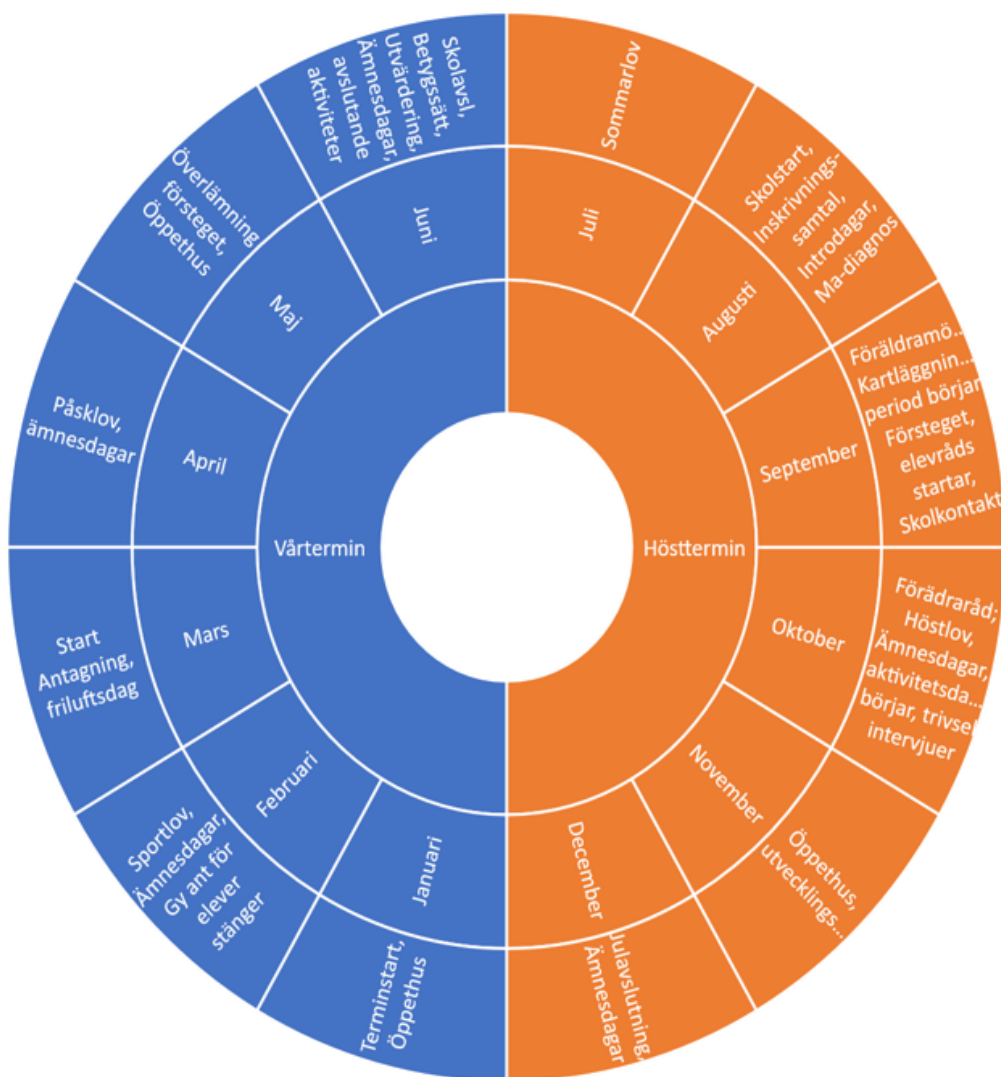 Sommarlov
Skolstart,
Inskrivnings-
samtal,
Introdagar,
Ma-diagnos
Föräldramö...
Kartläggnin...
period börjar
Försteget,
elevråds
startar,
Skolkontakt
Förädraråd;
Höstlov,
Ämnesdagar,
aktivitetsda...
börjar, trivsel
intervjuer
Öppethus,
utvecklings...
Julavslutning,
Ämnesdagar
Terminstart,
Öppethus
Sportlov,
Ämnesdagar,
Gy ant för
elever
stänger
Start
Antagning,
friluftsdag
Påsklov,
ämnesdagar
Överlämning
försteget,
Öppethus
Skolavsl,
Betygssätt,
Utvärdering,
Ämnesdagar,
avslutande
aktiviteter
Juli
Augusti
September
Oktober
November
December
Januari
Februari
Mars
April
Maj
Juni
Vårtermin
Hösttermin